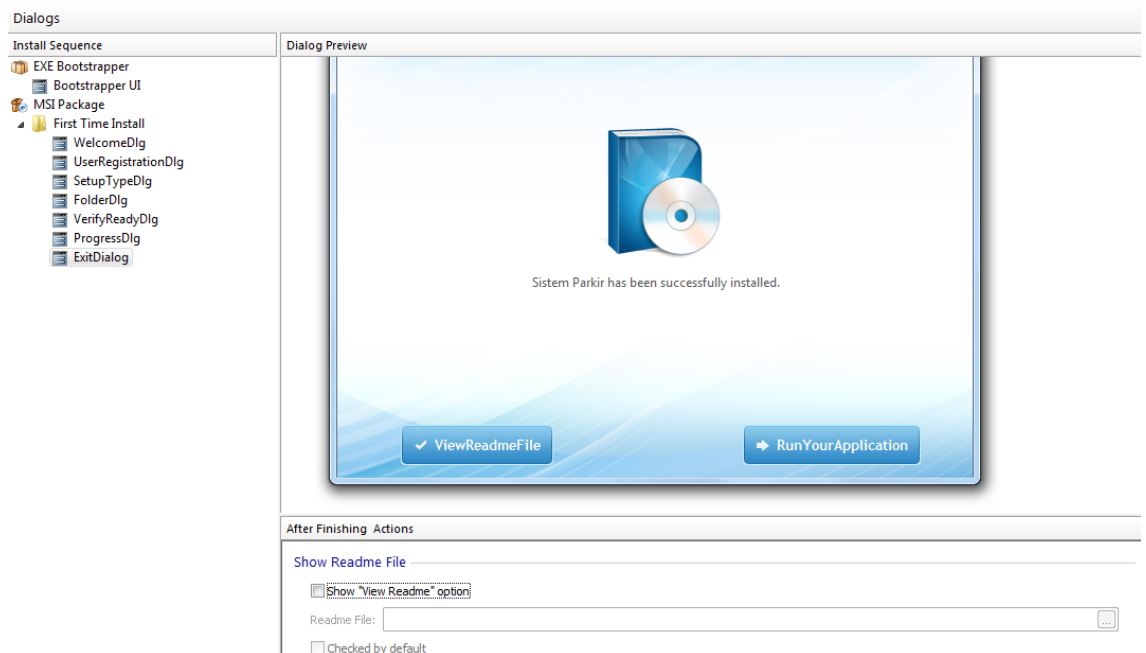 Dialogs
Install Sequence
EXE Bootstrapper
Bootstrapper UI
MSI Package
First Time Install
WelcomeDlg
UserRegistrationDlg
SetupTypeDlg
FolderDlg
VerifyReadyDlg
ProgressDlg
ExitDialog
Dialog Preview
Sistem Parkir has been successfully installed.
ViewReadmeFile
RunYourApplication
After Finishing Actions
Show Readme File
Show "View Readme" option
Readme File:
...
Checked by default